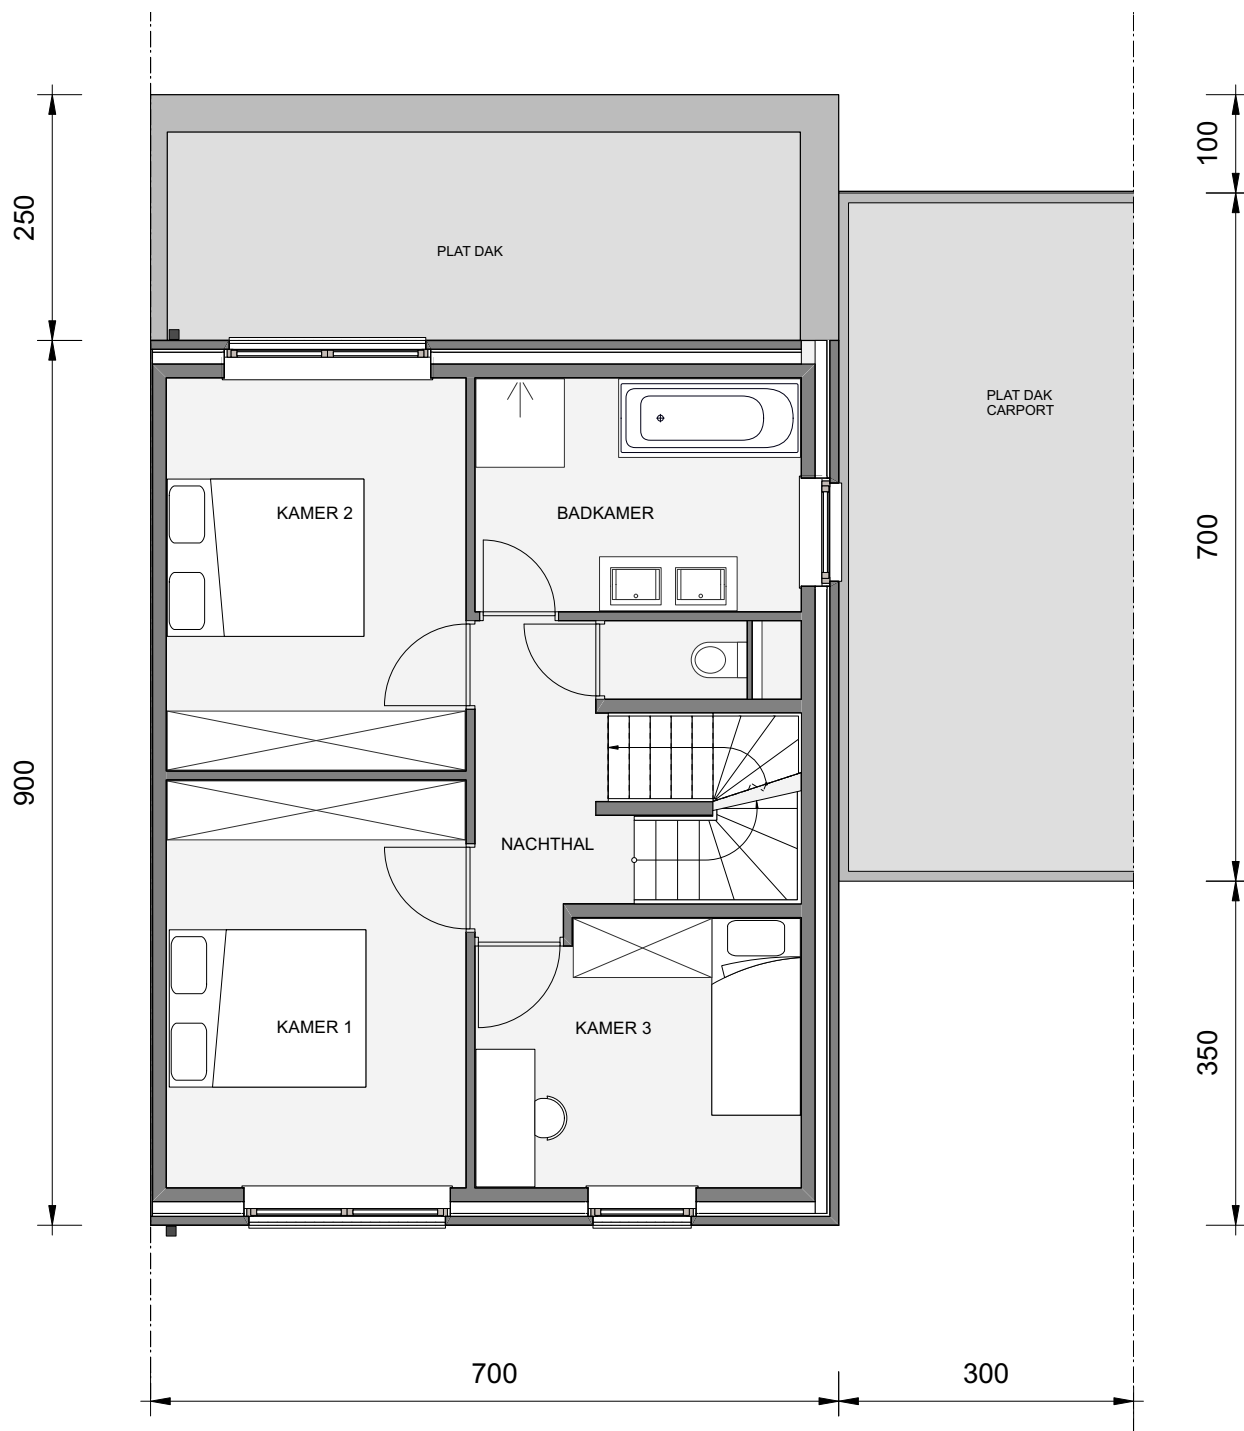 100
250
PLAT DAK
PLAT DAK
CARPORT
KAMER 2
BADKAMER
700
900
NACHTHAL
KAMER 1
KAMER 3
350
700
300